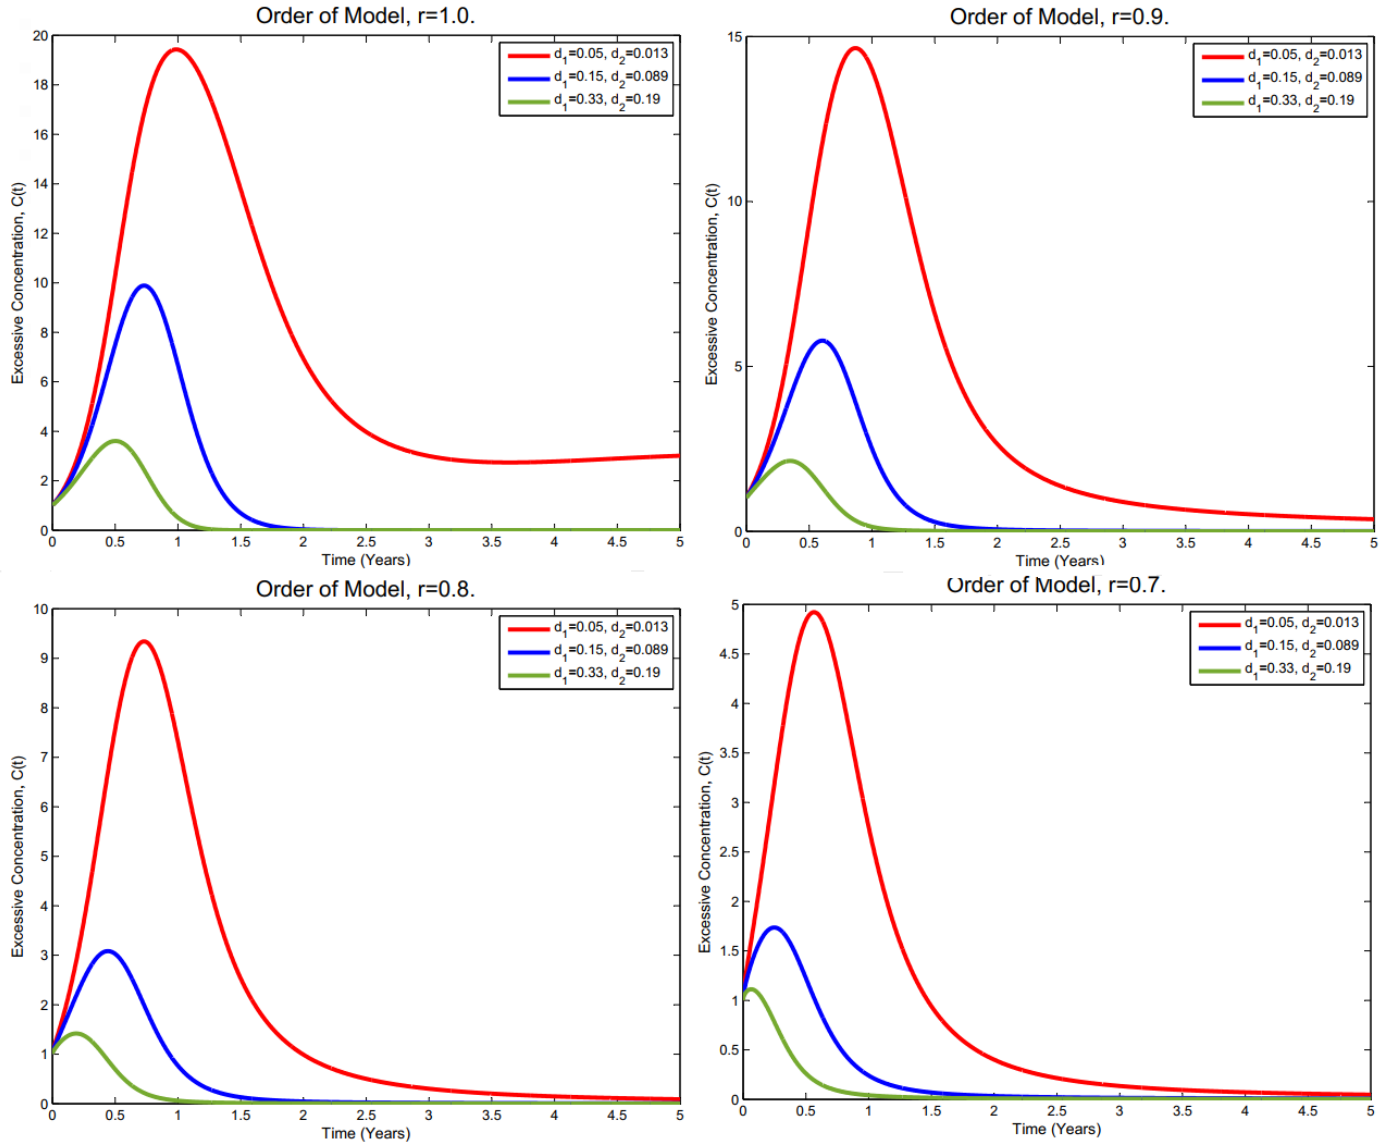 Order of Model, r=1.0.
20
18
16
14
12
10
8
6
4
2
0
Excessive Concentration, C(t)
d1=0.05, d2=0.013
d1=0.15, d2=0.089
d1=0.33, d2=0.19
0 0.5 1 1.5 2 2.5 3 3.5 4 4.5 5
Time (Years)
Order of Model, r=0.9.
15
10
5
0
Excessive Concentration, C(t)
d1=0.05, d2=0.013
d1=0.15, d2=0.089
d1=0.33, d2=0.19
0 0.5 1 1.5 2 2.5 3 3.5 4 4.5 5
Time (Years)
Order of Model, r=0.8.
10
9
8
7
6
5
4
3
2
1
0
Excessive Concentration, C(t)
d1=0.05, d2=0.013
d1=0.15, d2=0.089
d1=0.33, d2=0.19
0 0.5 1 1.5 2 2.5 3 3.5 4 4.5 5
Time (Years)
Order of Model, r=0.7.
5
4.5
4
3.5
3
2.5
2
1.5
1
0.5
0
Excessive Concentration, C(t)
d1=0.05, d2=0.013
d1=0.15, d2=0.089
d1=0.33, d2=0.19
0 0.5 1 1.5 2 2.5 3 3.5 4 4.5 5
Time (Years)